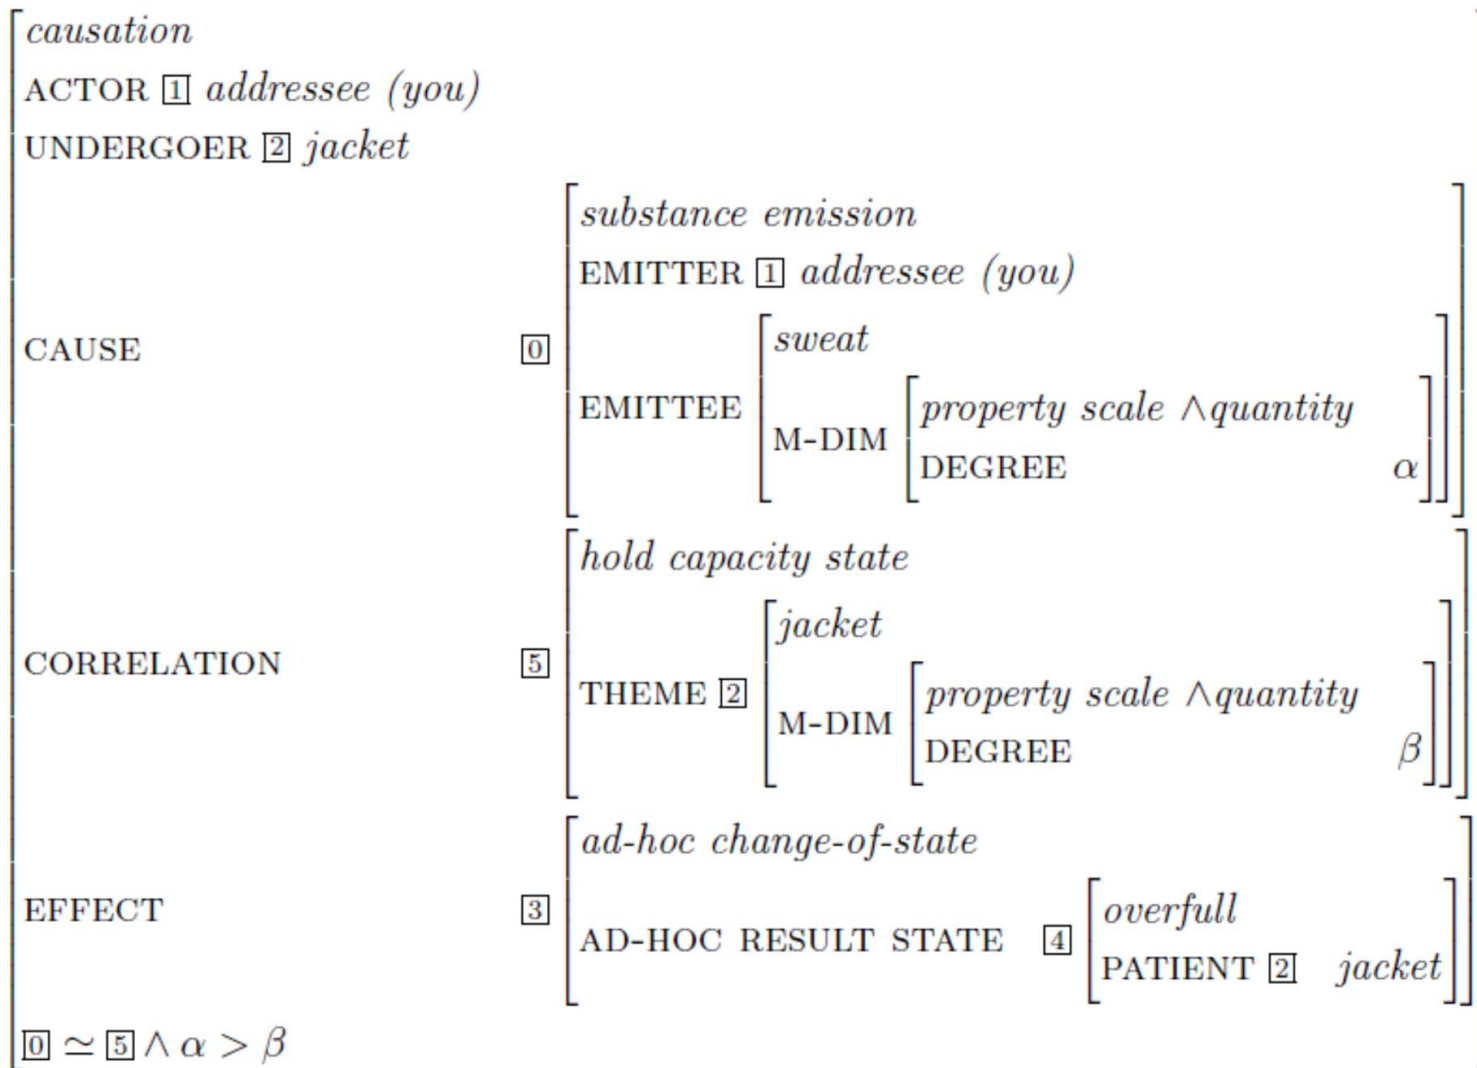 causation
ACTOR 1 addressee (you)
UNDERGOER 2 jacket
CAUSE 0
substance emission
EMITTER 1 addressee (you)
EMITTEE
sweat
M-DIM
property scale ∧quantity
DEGREE α
CORRELATION 5
hold capacity state
THEME 2
jacket
M-DIM
property scale ∧quantity
DEGREE β
EFFECT 3
ad-hoc change-of-state
AD-HOC RESULT STATE 4
overfull
PATIENT 2 jacket
0 ≃ 5 ∧ α > β